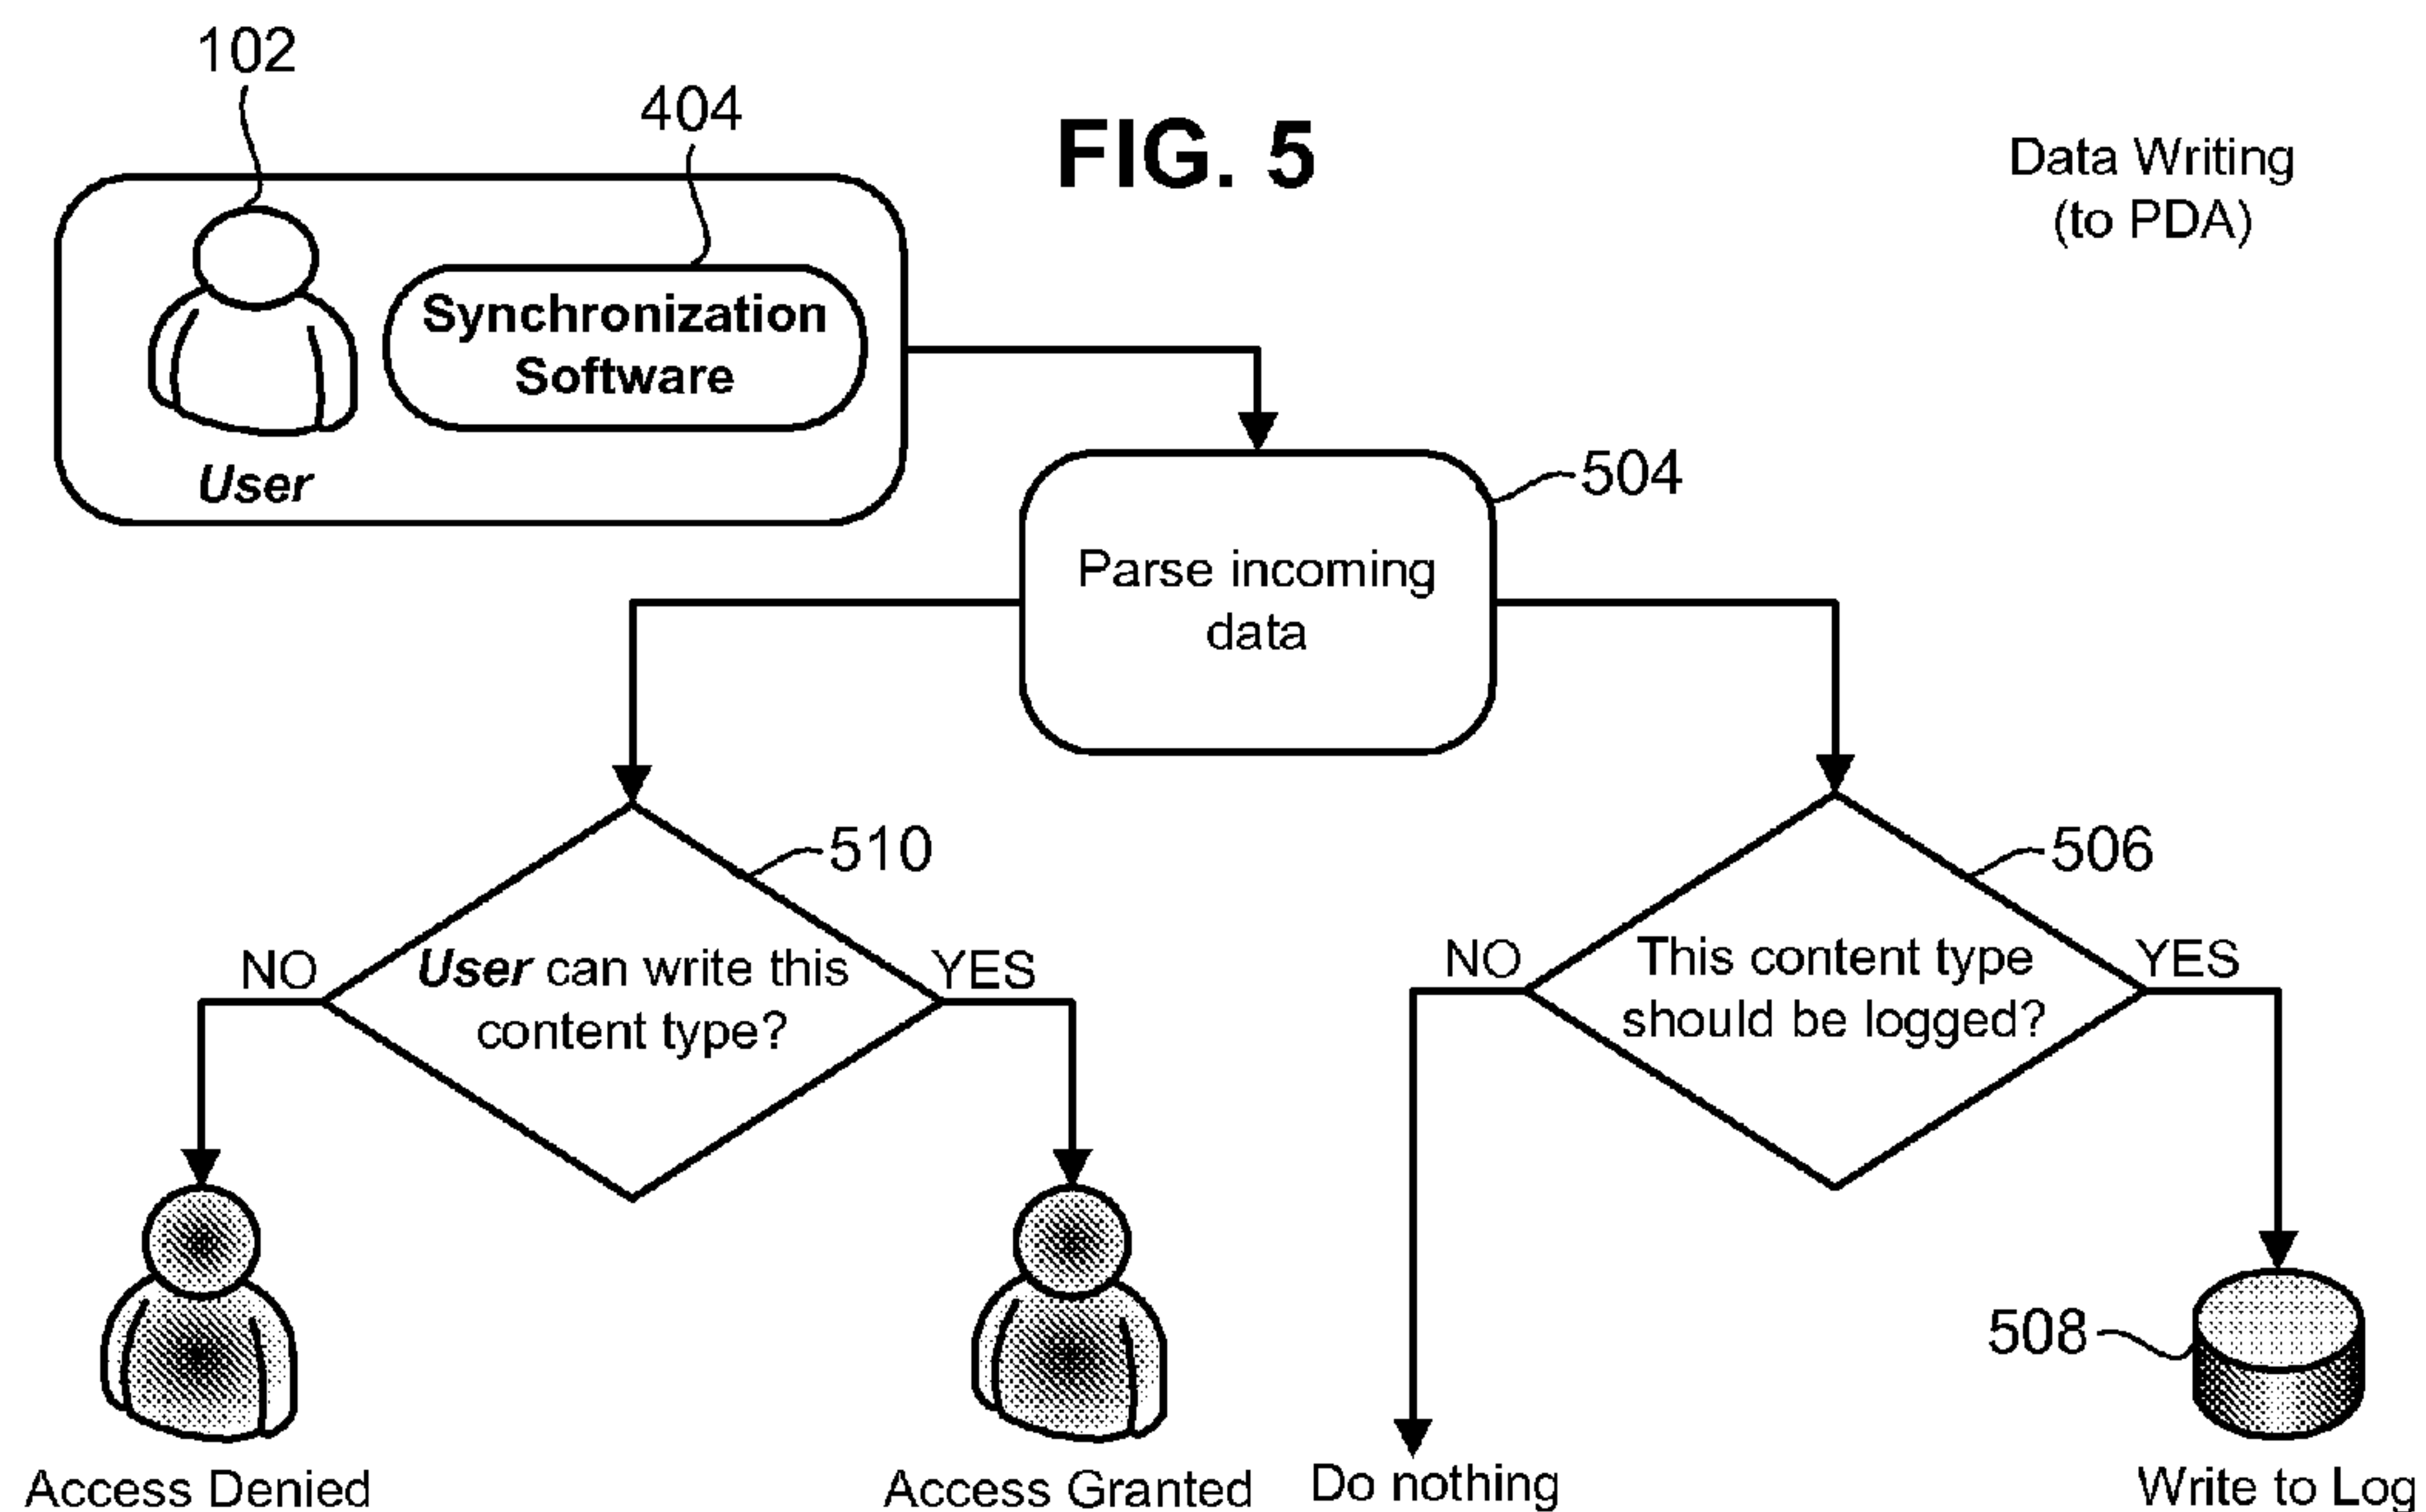 102
404
FIG. 5
Data Writing
(to PDA)
Synchronization
Software
User
504
Parse incoming
data
510
506
NO
User can write this
content type?
YES
NO
This content type
should be logged?
YES
508
Access Denied
Access Granted
Do nothing
Write to Log